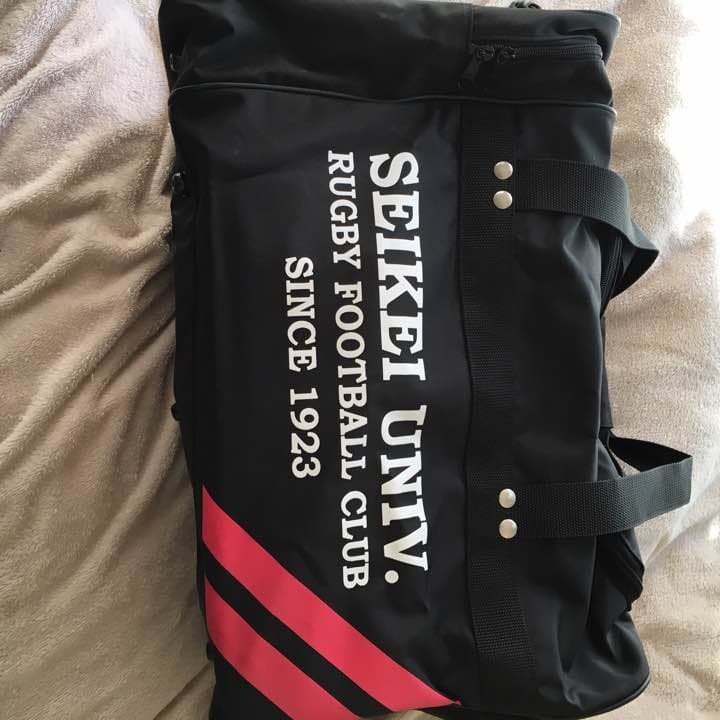 SEIKEI UNIV.
RUGBY FOOTBALL CLUB
SINCE 1923